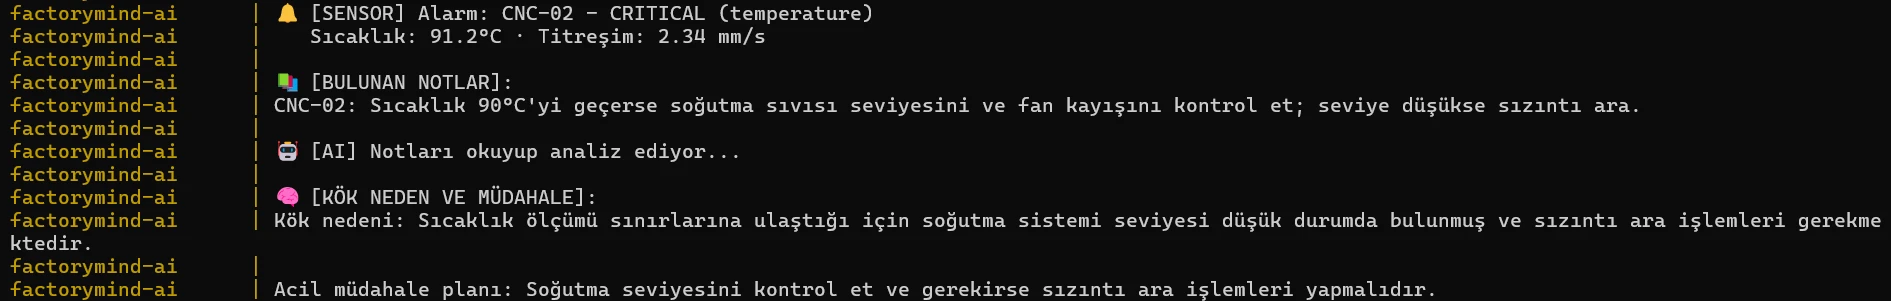 factorymind-ai | 🔔 [SENSOR] Alarm: CNC-02 - CRITICAL (temperature)
factorymind-ai | Sıcaklık: 91.2°C · Titreşim: 2.34 mm/s
factorymind-ai |
factorymind-ai | 📚 [BULUNAN NOTLAR]:
factorymind-ai | CNC-02: Sıcaklık 90°C'yi geçerse soğutma sıvısı seviyesini ve fan kayışını kontrol et; seviye düşükse sızıntı ara.
factorymind-ai |
factorymind-ai | 🤖 [AI] Notları okuyup analiz ediyor...
factorymind-ai |
factorymind-ai | 🧠 [KÖK NEDEN VE MÜDAHALE]:
factorymind-ai | Kök nedeni: Sıcaklık ölçümü sınırlarına ulaştığı için soğutma sistemi seviyesi düşük durumda bulunmuş ve sızıntı ara işlemleri gerekme
ktedir.
factorymind-ai |
factorymind-ai | Acil müdahale planı: Soğutma seviyesini kontrol et ve gerekirse sızıntı ara işlemleri yapmalıdır.